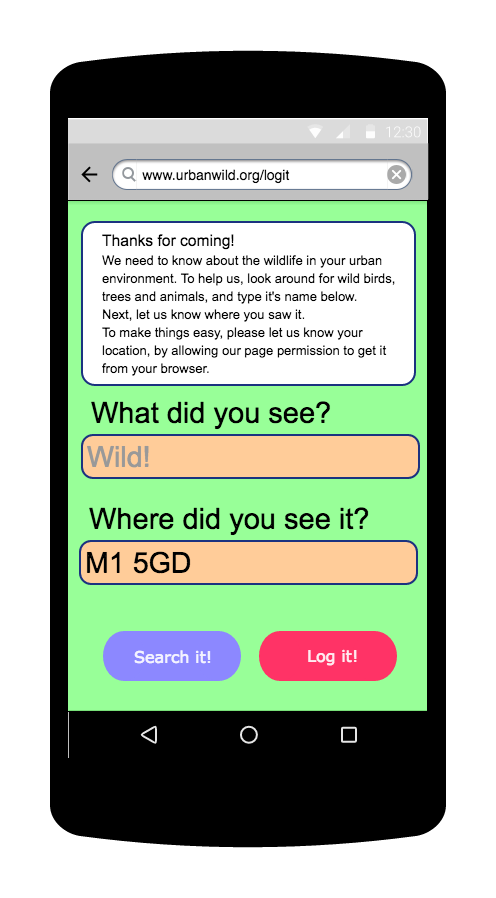 12:30
www.urbanwild.org/logit
Thanks for coming!
We need to know about the wildlife in your urban
environment. To help us, look around for wild birds,
trees and animals, and type it's name below.
Next, let us know where you saw it.
To make things easy, please let us know your
location, by allowing our page permission to get it
from your browser.
What did you see?
Wild!
Where did you see it?
M1 5GD
Search it!
Log it!